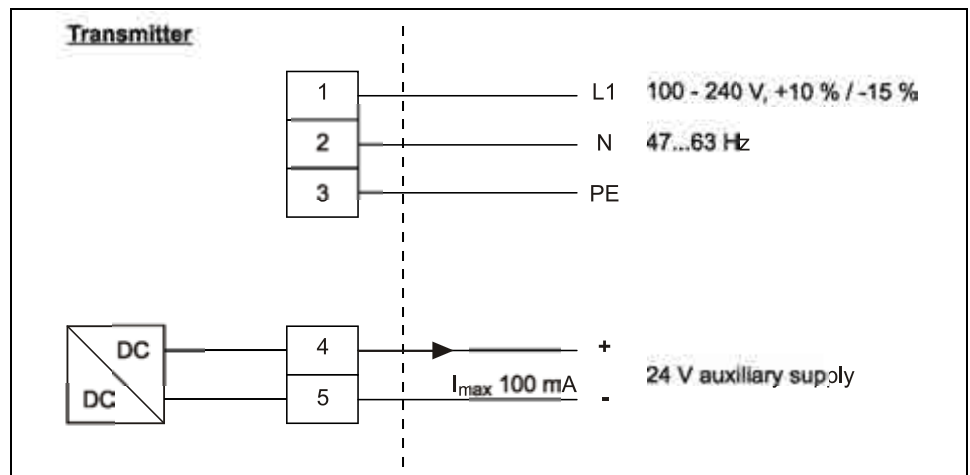 Transmitter
1 L1 100 - 240 V, +10 % / -15 %
2 N 47...63 Hz
3 PE
DC 4 +
24 V auxiliary supply
DC 5 Imax 100 mA -